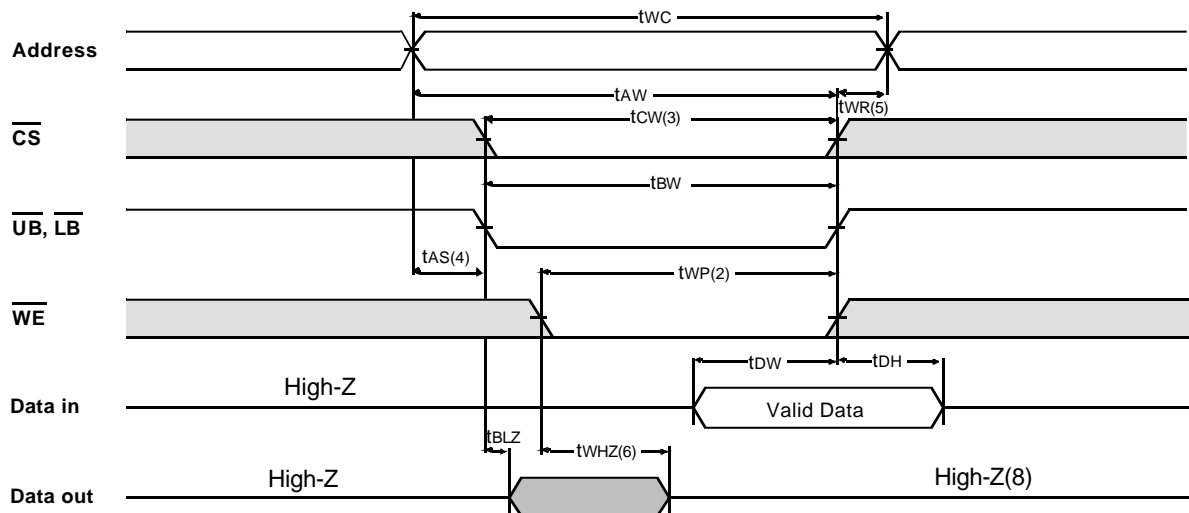 tWC
Address
tAW
tWR(5)
tCW(3)
CS
tBW
UB, LB
tAS(4)
tWP(2)
WE
tDW
tDH
High-Z
Data in
Valid Data
tBLZ
tWHZ(6)
High-Z
High-Z(8)
Data out